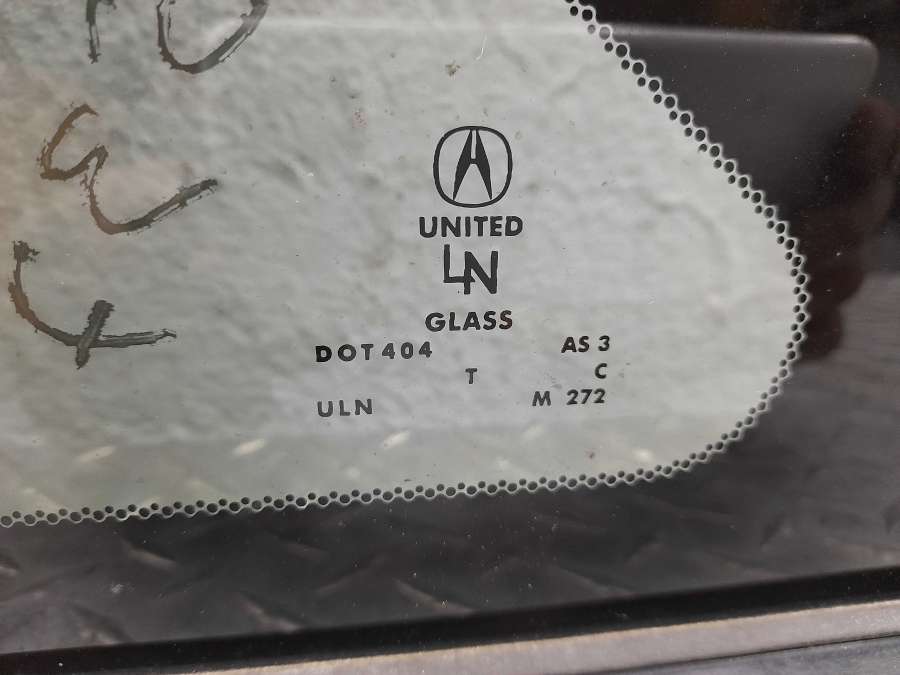 UNITED
LN
GLASS
DOT 404 AS 3
T C
ULN M 272